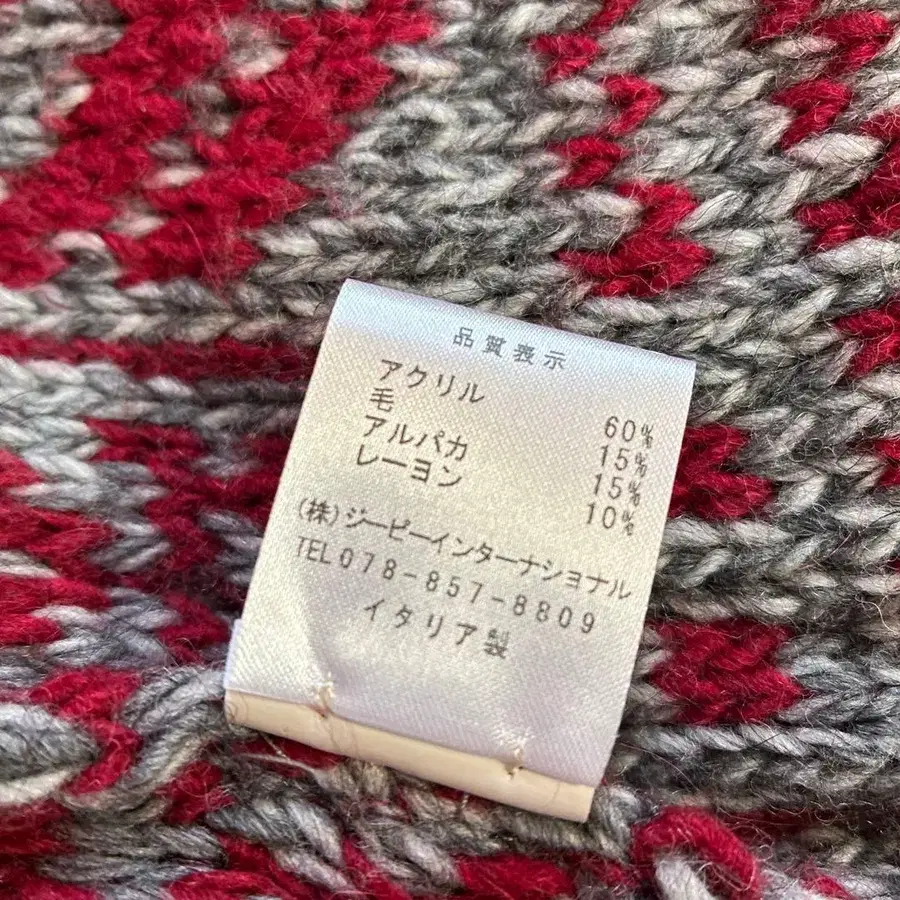 品質表示
アクリル 60%
毛 15%
アルパカ 15%
レーヨン 10%
(株)ジーピーインターナショナル
TEL078-857-8809
イタリア製